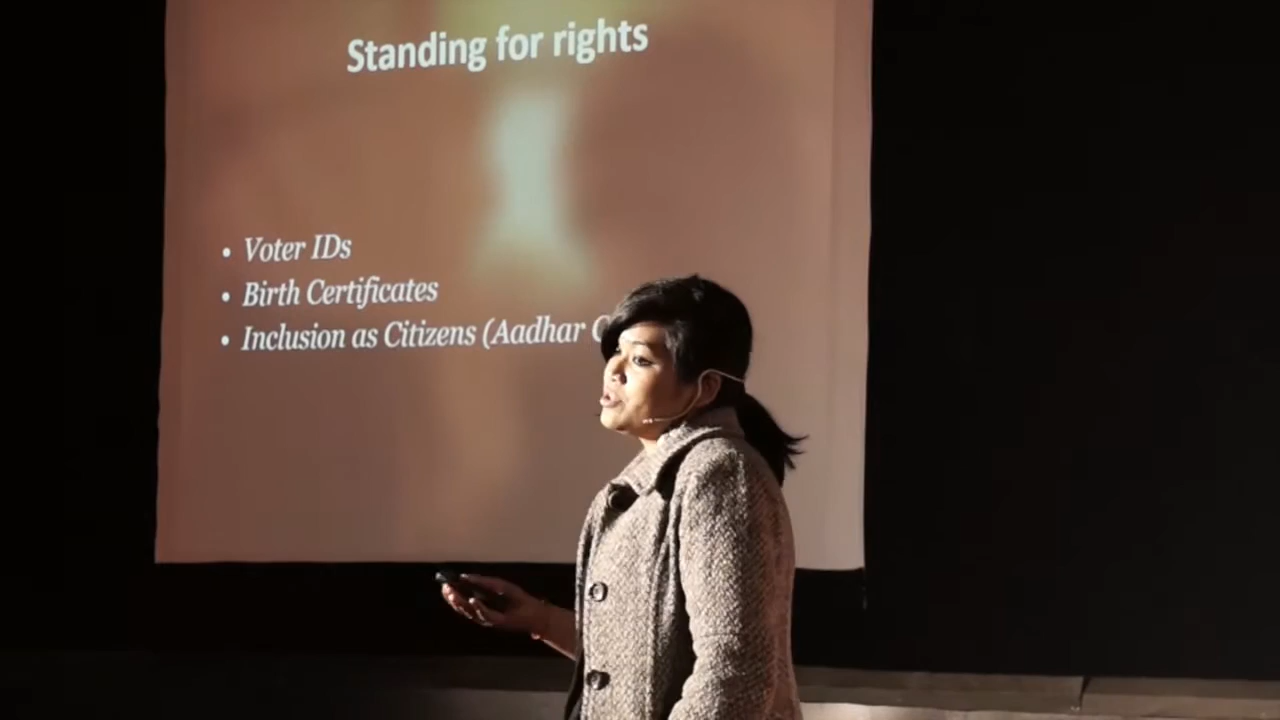 Standing for rights
• Voter IDs
• Birth Certificates
• Inclusion as Citizens (Aadhar